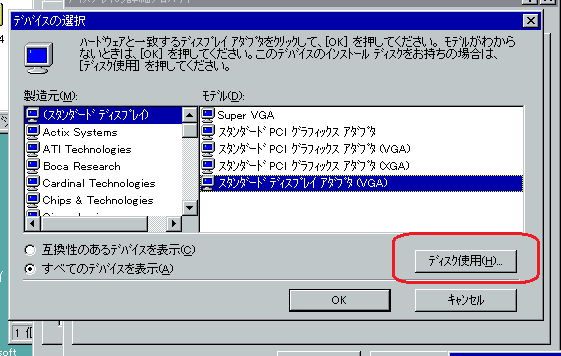 デバイスの選択
ハードウェアと一致するディスプレイ アダプタをクリックして、[OK] を押してください。モデルがわから
ないときは、[OK] を押してください。このデバイスのインストール ディスクをお持ちの場合は、
[ディスク使用] を押してください。
製造元(M):
モデル(D):
(スタンダード ディスプレイ)
Actix Systems
ATI Technologies
Boca Research
Cardinal Technologies
Chips & Technologies
Super VGA
スタンダード PCI グラフィックス アダプタ
スタンダード PCI グラフィックス アダプタ (VGA)
スタンダード PCI グラフィックス アダプタ (XGA)
スタンダード ディスプレイ アダプタ (VGA)
互換性のあるデバイスを表示(C)
すべてのデバイスを表示(A)
ディスク使用(H)...
OK
キャンセル
4
soft